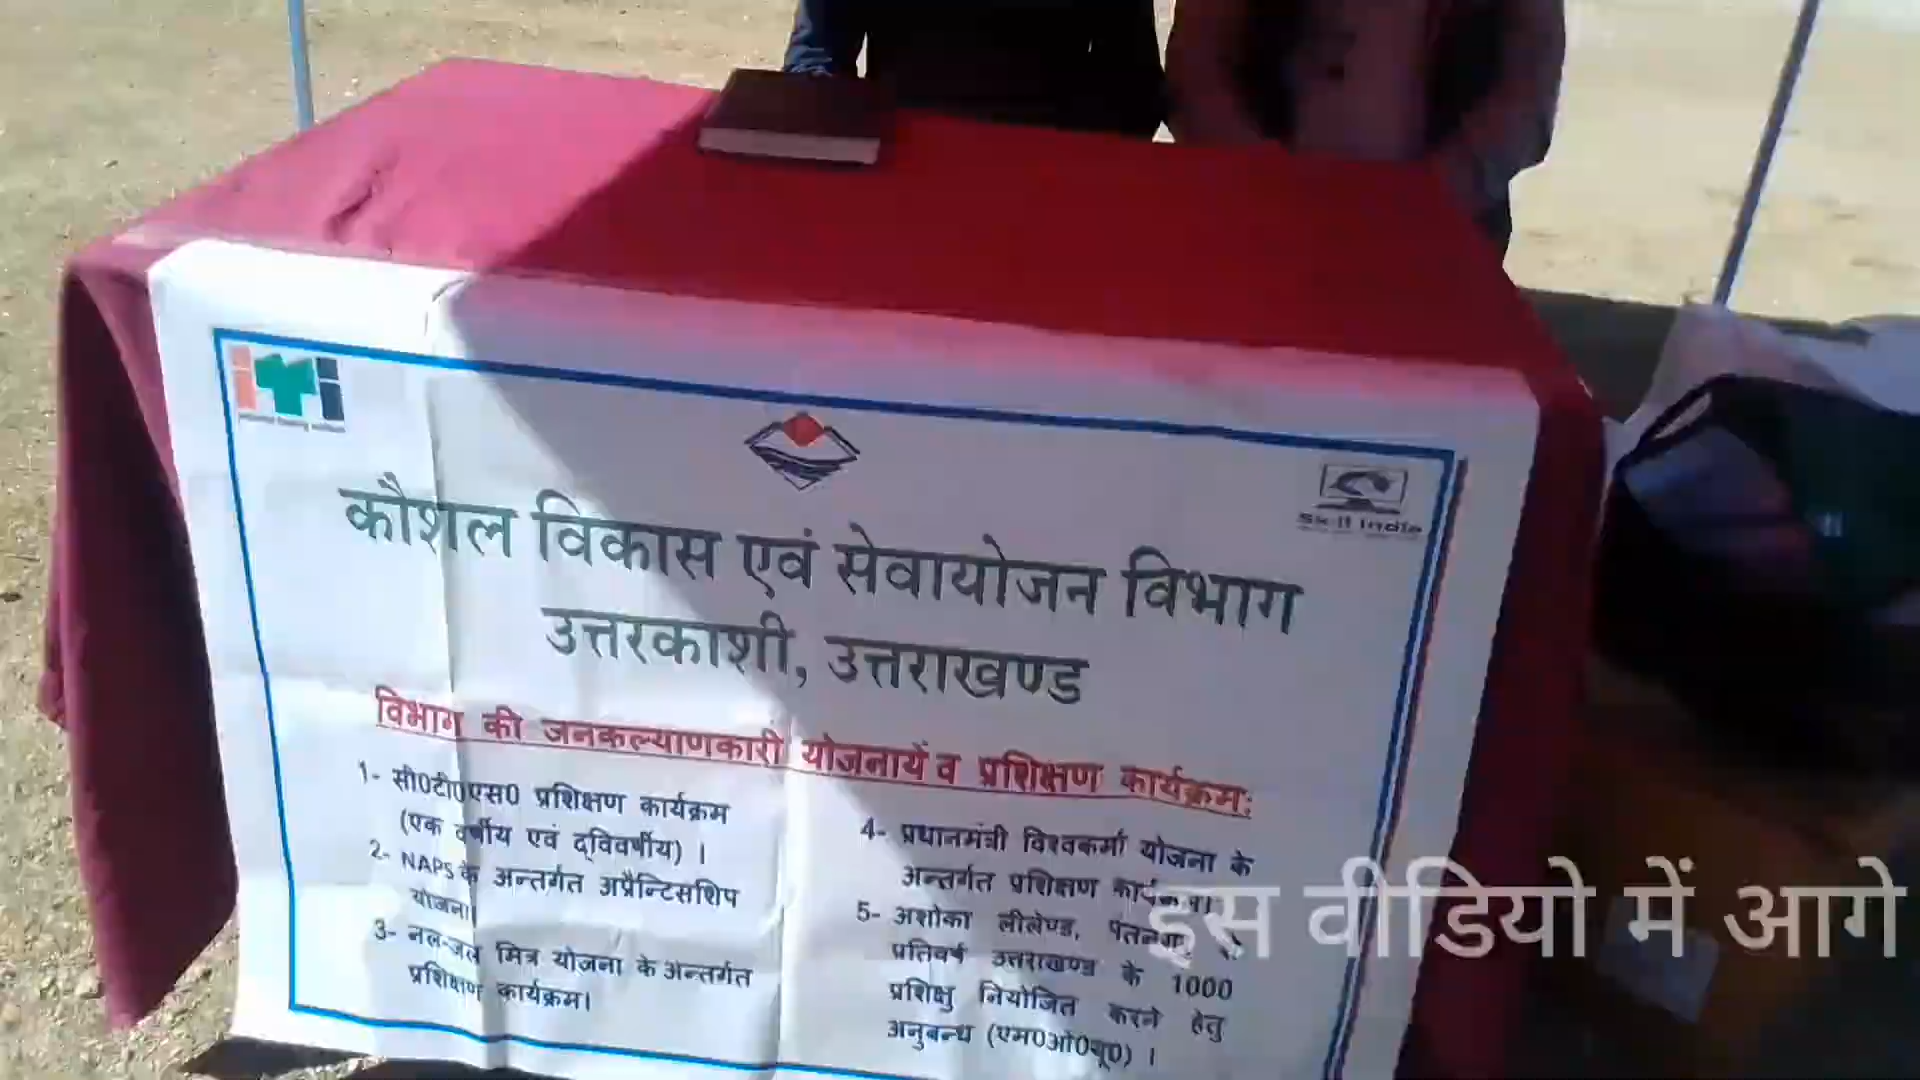 Skill India
कौशल विकास एवं सेवायोजन विभाग
उत्तरकाशी, उत्तराखण्ड
विभाग की जनकल्याणकारी योजनायें व प्रशिक्षण कार्यक्रम:
1- सी0टी0एस0 प्रशिक्षण कार्यक्रम
(एक वर्षीय एवं द्विवर्षीय) ।
2- NAPS के अन्तर्गत अप्रैन्टिसशिप
योजना।
3- नल-जल मित्र योजना के अन्तर्गत
प्रशिक्षण कार्यक्रम।
4- प्रधानमंत्री विश्वकर्मा योजना के
अन्तर्गत प्रशिक्षण कार्यक्रम।
5- अशोका लीलेण्ड,
प्रतिवर्ष उत्तराखण्ड के 1000
प्रशिक्षु नियोजित करने हेतु
अनुबन्ध (एम0ओ0यू0) ।
इस वीडियो में आगे